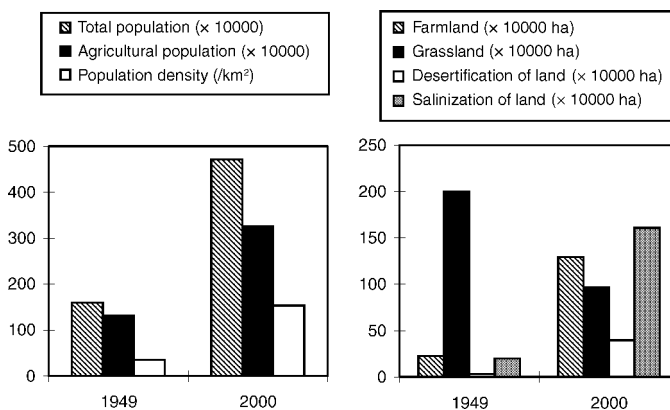 Total population (× 10000)
Agricultural population (× 10000)
Population density (/km²)
Farmland (× 10000 ha)
Grassland (× 10000 ha)
Desertification of land (× 10000 ha)
Salinization of land (× 10000 ha)
500
400
300
200
100
0
1949 2000
250
200
150
100
50
0
1949 2000